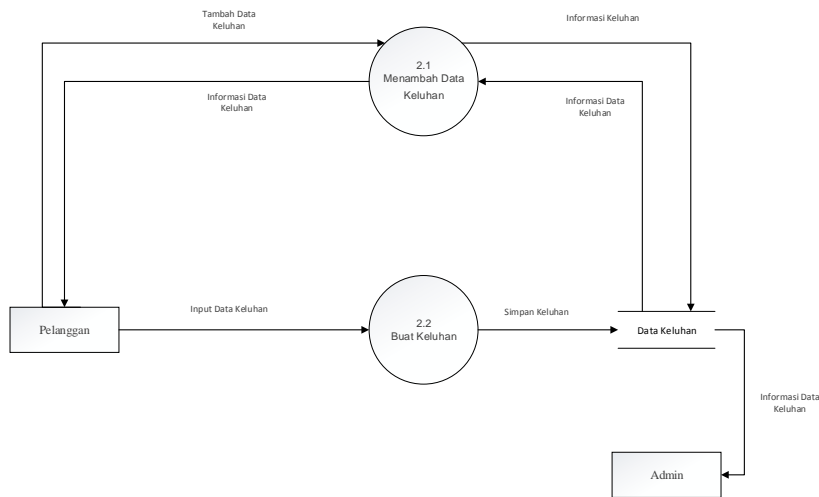 Tambah Data
Keluhan
Informasi Keluhan
2.1
Menambah Data
Keluhan
Informasi Data
Keluhan
Informasi Data
Keluhan
Input Data Keluhan
2.2
Buat Keluhan
Simpan Keluhan
Pelanggan
Data Keluhan
Informasi Data
Keluhan
Admin